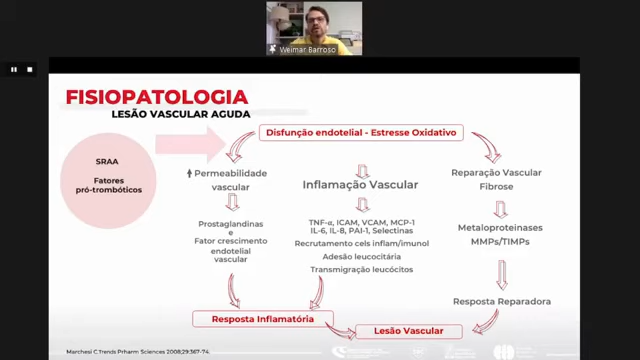 Weimar Barroso
FISIOPATOLOGIA
LESÃO VASCULAR AGUDA
SRAA
Fatores
pró-trombóticos
Disfunção endotelial - Estresse Oxidativo
Permeabilidade
vascular
Prostaglandinas
e
Fator crescimento
endotelial
vascular
Inflamação Vascular
TNF-α, ICAM, VCAM, MCP-1
IL-6, IL-8, PAI-1, Selectinas
Recrutamento cels inflam/imunol
Adesão leucocitária
Transmigração leucócitos
Reparação Vascular
Fibrose
Metaloproteinases
MMPs/TIMPs
Resposta Reparadora
Resposta Inflamatória
Lesão Vascular
Marchesi C.Trends Prharm Sciences 2008;29:367-74.